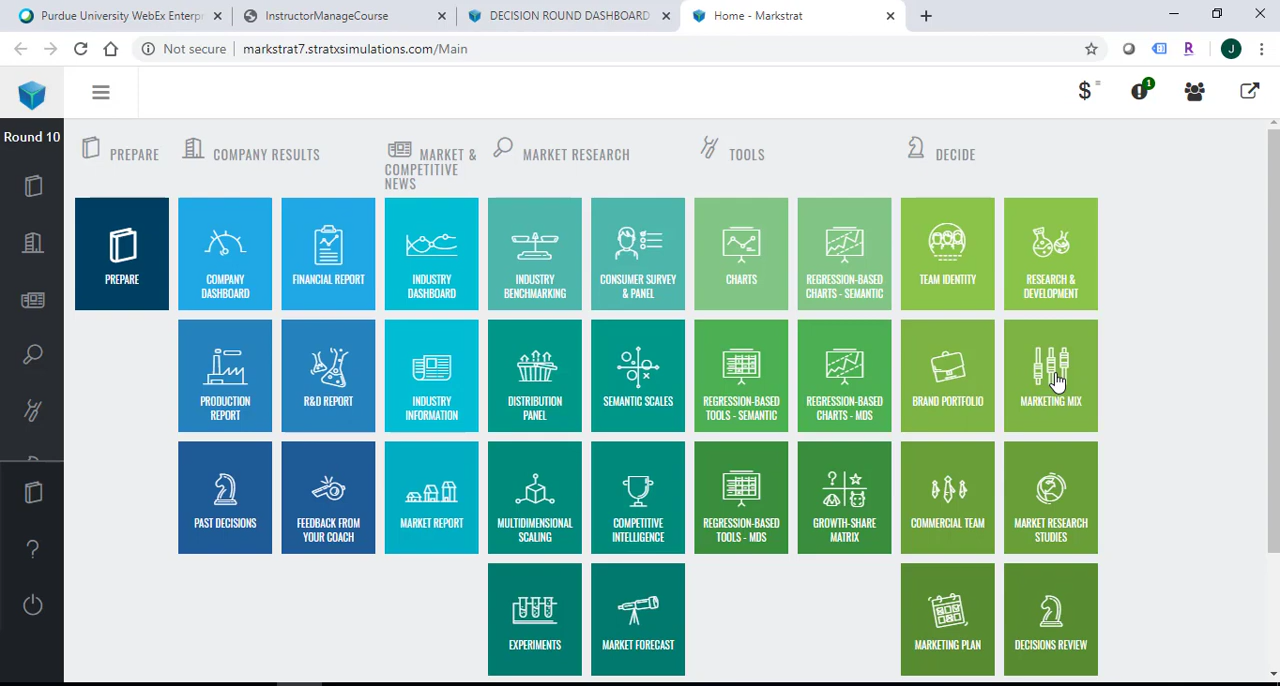 Purdue University WebEx Enterpr
InstructorManageCourse
DECISION ROUND DASHBOARD
Home - Markstrat
Not secure
markstrat7.stratxsimulations.com/Main
R
J
$ =
1
Round 10
PREPARE
COMPANY RESULTS
MARKET &
COMPETITIVE
NEWS
MARKET RESEARCH
TOOLS
DECIDE
PREPARE
COMPANY
DASHBOARD
FINANCIAL REPORT
INDUSTRY
DASHBOARD
INDUSTRY
BENCHMARKING
CONSUMER SURVEY
& PANEL
CHARTS
REGRESSION-BASED
CHARTS - SEMANTIC
TEAM IDENTITY
RESEARCH &
DEVELOPMENT
PRODUCTION
REPORT
R&D REPORT
INDUSTRY
INFORMATION
DISTRIBUTION
PANEL
SEMANTIC SCALES
REGRESSION-BASED
TOOLS - SEMANTIC
REGRESSION-BASED
CHARTS - MDS
BRAND PORTFOLIO
MARKETING MIX
PAST DECISIONS
FEEDBACK FROM
YOUR COACH
MARKET REPORT
MULTIDIMENSIONAL
SCALING
COMPETITIVE
INTELLIGENCE
REGRESSION-BASED
TOOLS - MDS
GROWTH-SHARE
MATRIX
COMMERCIAL TEAM
MARKET RESEARCH
STUDIES
EXPERIMENTS
MARKET FORECAST
MARKETING PLAN
DECISIONS REVIEW